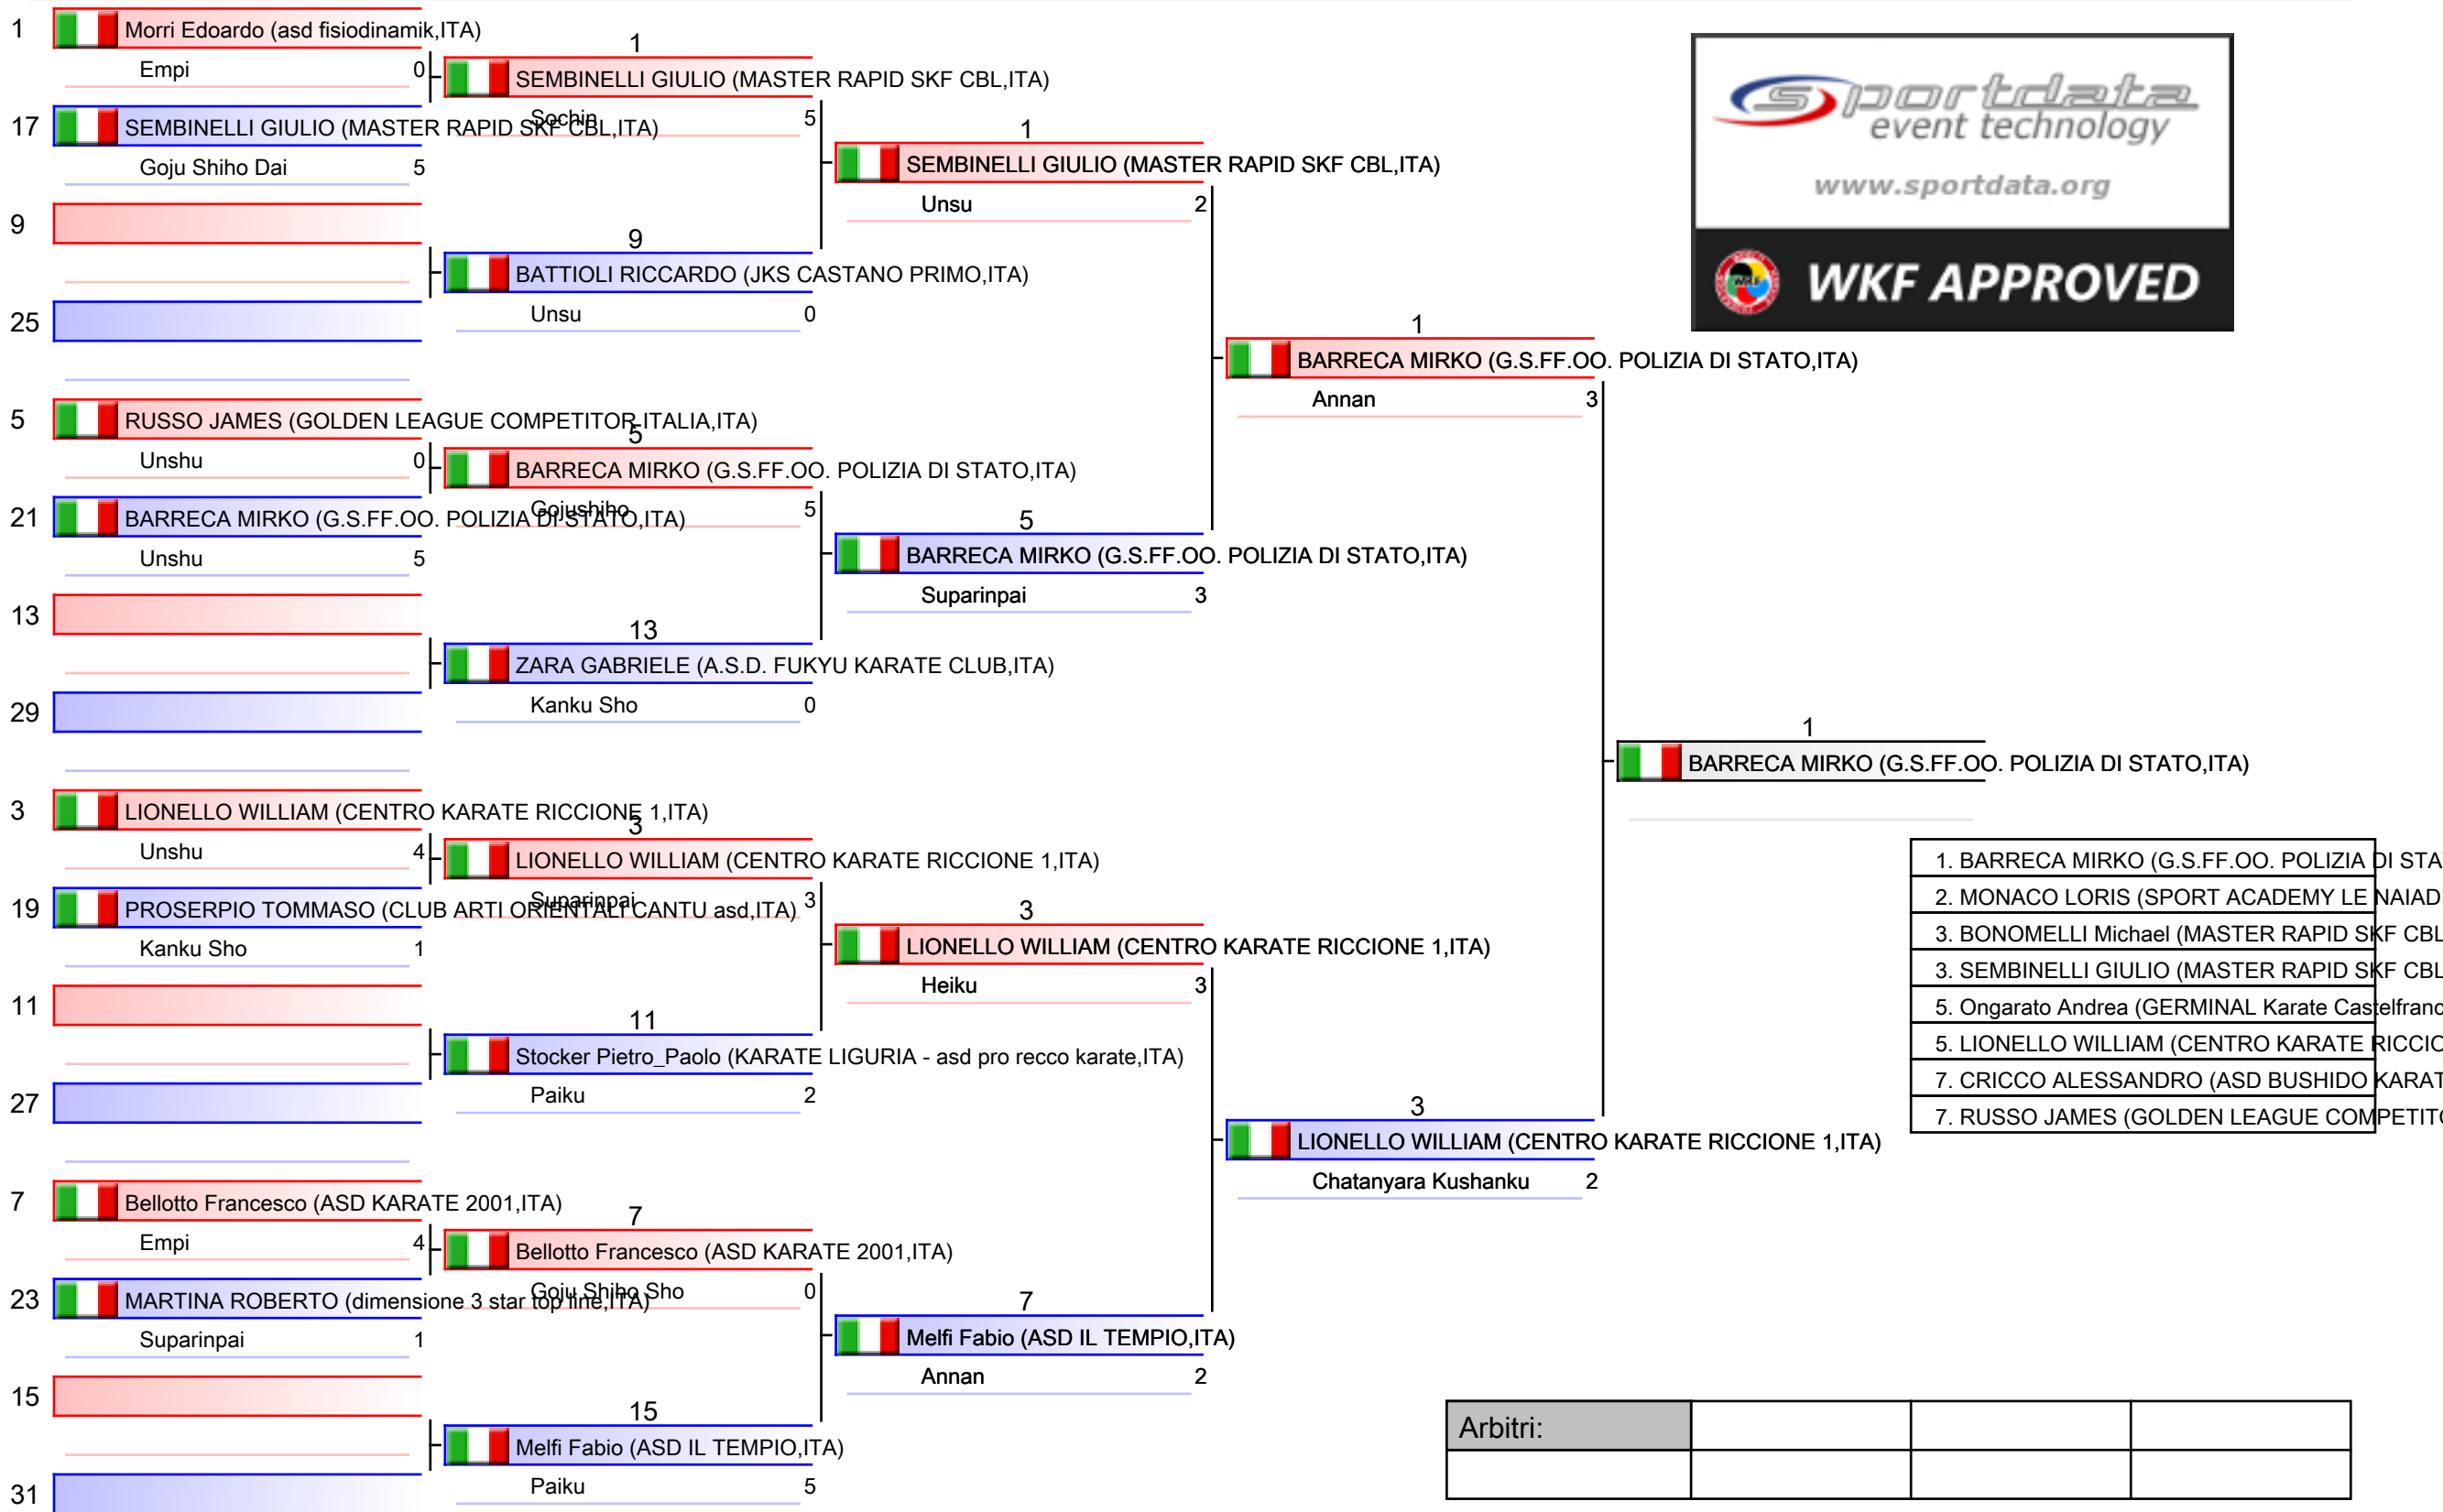 1 Morri Edoardo (asd fisiodinamik,ITA)
Empi 0
17 SEMBINELLI GIULIO (MASTER RAPID SKF CBL,ITA)
Goju Shiho Dai 5
9
25
5 RUSSO JAMES (GOLDEN LEAGUE COMPETITOR ITALIA,ITA)
Unshu 0
21 BARRECA MIRKO (G.S.FF.OO. POLIZIA DI STATO,ITA)
Unshu 5
13
29
3 LIONELLO WILLIAM (CENTRO KARATE RICCIONE 1,ITA)
Unshu 4
19 PROSERPIO TOMMASO (CLUB ARTI ORIENTALI CANTU asd,ITA)
Kanku Sho 1
11
27
7 Bellotto Francesco (ASD KARATE 2001,ITA)
Empi 4
23 MARTINA ROBERTO (dimensione 3 star top line,ITA)
Suparinpai 1
15
31
1
SEMBINELLI GIULIO (MASTER RAPID SKF CBL,ITA)
Sochin 5
9
BATTIOLI RICCARDO (JKS CASTANO PRIMO,ITA)
Unsu 0
5
BARRECA MIRKO (G.S.FF.OO. POLIZIA DI STATO,ITA)
Gojushiho 5
13
ZARA GABRIELE (A.S.D. FUKYU KARATE CLUB,ITA)
Kanku Sho 0
3
LIONELLO WILLIAM (CENTRO KARATE RICCIONE 1,ITA)
Suparinpai 3
11
Stocker Pietro_Paolo (KARATE LIGURIA - asd pro recco karate,ITA)
Paiku 2
7
Bellotto Francesco (ASD KARATE 2001,ITA)
Goju Shiho Sho 0
15
Melfi Fabio (ASD IL TEMPIO,ITA)
Paiku 5
1
SEMBINELLI GIULIO (MASTER RAPID SKF CBL,ITA)
Unsu 2
5
BARRECA MIRKO (G.S.FF.OO. POLIZIA DI STATO,ITA)
Suparinpai 3
3
LIONELLO WILLIAM (CENTRO KARATE RICCIONE 1,ITA)
Heiku 3
7
Melfi Fabio (ASD IL TEMPIO,ITA)
Annan 2
1
BARRECA MIRKO (G.S.FF.OO. POLIZIA DI STATO,ITA)
Annan 3
3
LIONELLO WILLIAM (CENTRO KARATE RICCIONE 1,ITA)
Chatanyara Kushanku 2
1
BARRECA MIRKO (G.S.FF.OO. POLIZIA DI STATO,ITA)
sportdata
event technology
www.sportdata.org
WKF APPROVED
1. BARRECA MIRKO (G.S.FF.OO. POLIZIA DI STA
2. MONACO LORIS (SPORT ACADEMY LE NAIAD
3. BONOMELLI Michael (MASTER RAPID SKF CBL
3. SEMBINELLI GIULIO (MASTER RAPID SKF CBL
5. Ongarato Andrea (GERMINAL Karate Castelfranc
5. LIONELLO WILLIAM (CENTRO KARATE RICCIO
7. CRICCO ALESSANDRO (ASD BUSHIDO KARAT
7. RUSSO JAMES (GOLDEN LEAGUE COMPETITO
Arbitri: